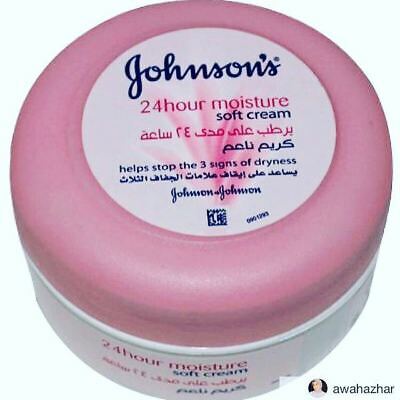 Johnson's
24hour moisture
soft cream
يرطب على مدى ٢٤ ساعة
كريم ناعم
helps stop the 3 signs of dryness
يساعد على إيقاف علامات الجفاف الثلاث
Johnson & Johnson
0901293
24hour moisture
soft cream
يرطب على مدى ٢٤ ساعة
كريم ناعم
awahazhar